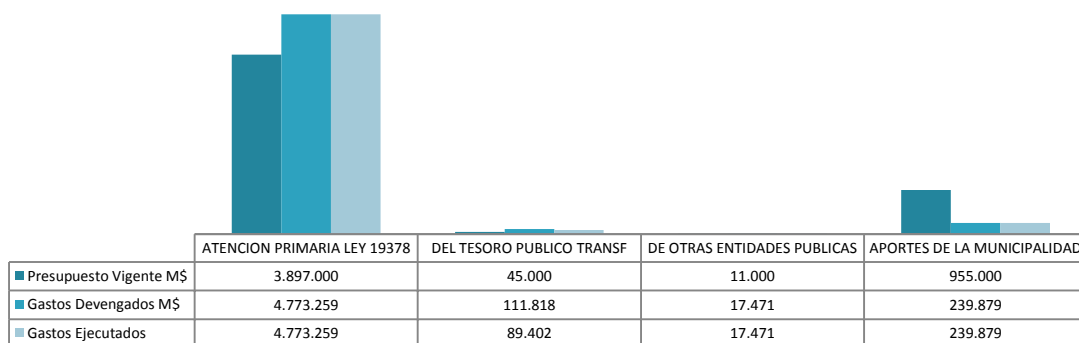 ATENCION PRIMARIA LEY 19378 DEL TESORO PUBLICO TRANSF DE OTRAS ENTIDADES PUBLICAS APORTES DE LA MUNICIPALIDAD
Presupuesto Vigente M$ 3.897.000 45.000 11.000 955.000
Gastos Devengados M$ 4.773.259 111.818 17.471 239.879
Gastos Ejecutados 4.773.259 89.402 17.471 239.879